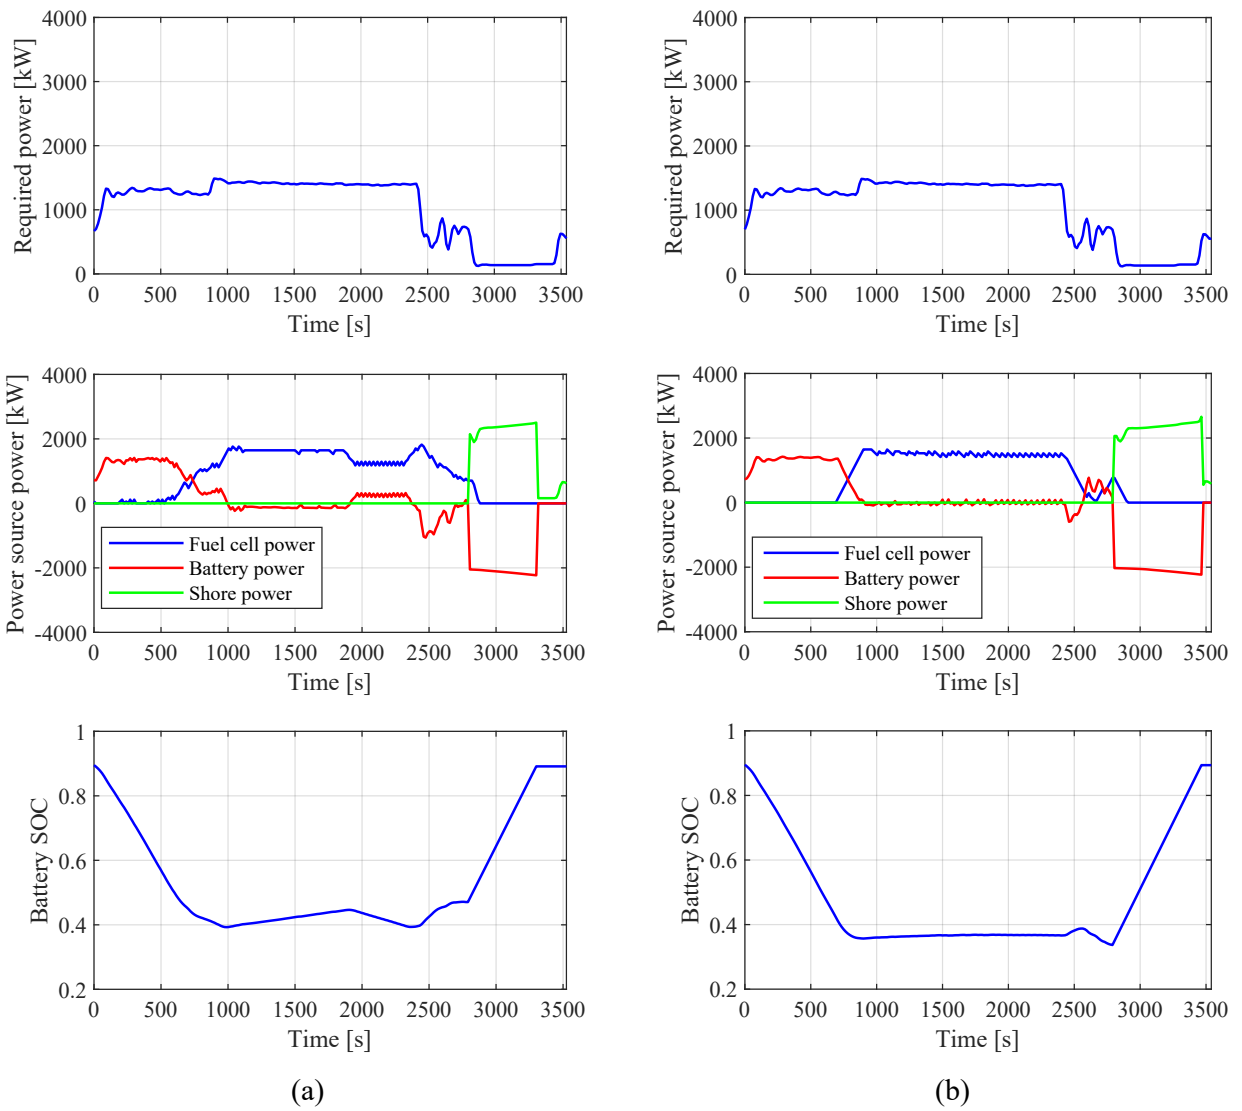 Required power [kW]
4000
3000
2000
1000
0
0 500 1000 1500 2000 2500 3000 3500
Time [s]
Required power [kW]
4000
3000
2000
1000
0
0 500 1000 1500 2000 2500 3000 3500
Time [s]
Power source power [kW]
4000
2000
0
-2000
-4000
Fuel cell power
Battery power
Shore power
0 500 1000 1500 2000 2500 3000 3500
Time [s]
Power source power [kW]
4000
2000
0
-2000
-4000
Fuel cell power
Battery power
Shore power
0 500 1000 1500 2000 2500 3000 3500
Time [s]
Battery SOC
1
0.8
0.6
0.4
0.2
0 500 1000 1500 2000 2500 3000 3500
Time [s]
Battery SOC
1
0.8
0.6
0.4
0.2
0 500 1000 1500 2000 2500 3000 3500
Time [s]
(a)
(b)